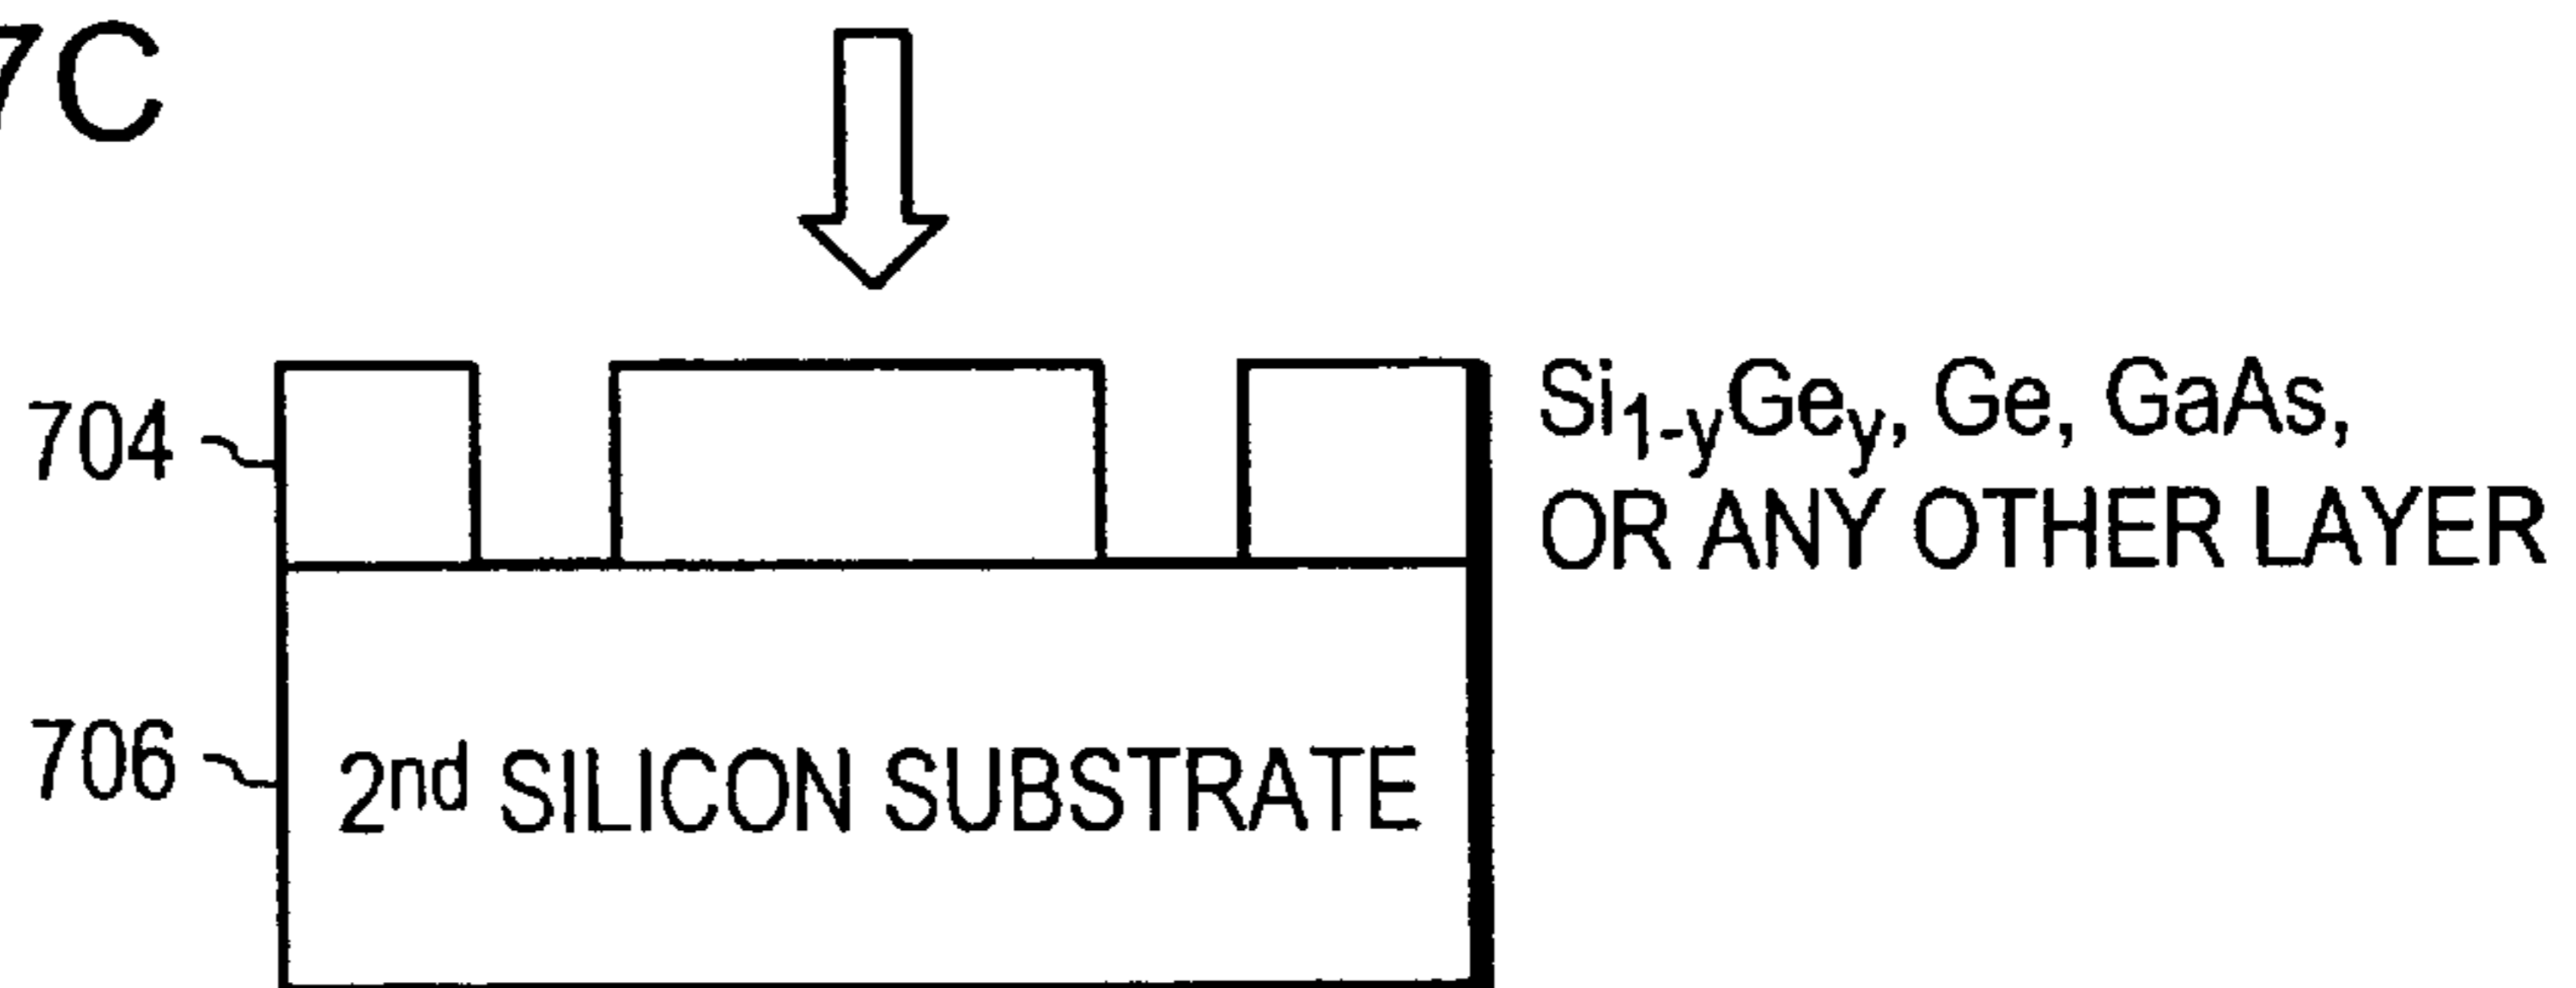 7C
Si1-yGey, Ge, GaAs,
704
OR ANY OTHER LAYER
706
2nd SILICON SUBSTRATE